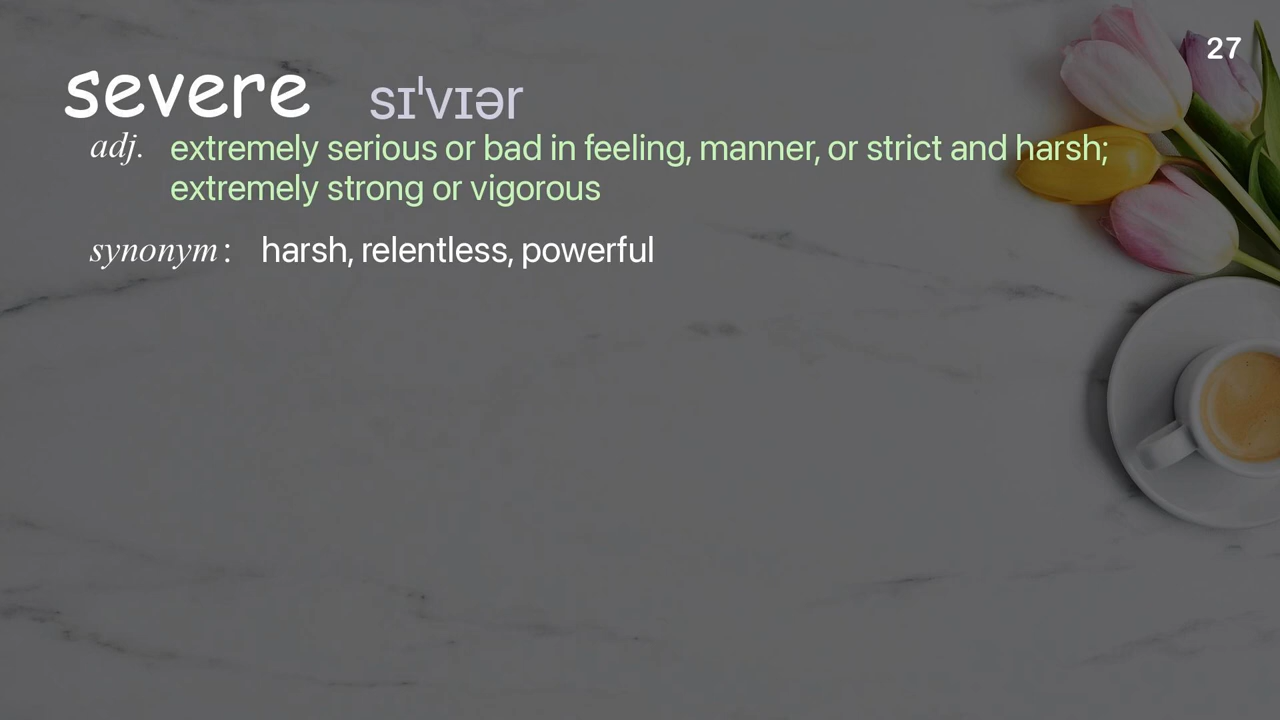 27
severe sɪˈvɪər
adj. extremely serious or bad in feeling, manner, or strict and harsh;
extremely strong or vigorous
synonym : harsh, relentless, powerful